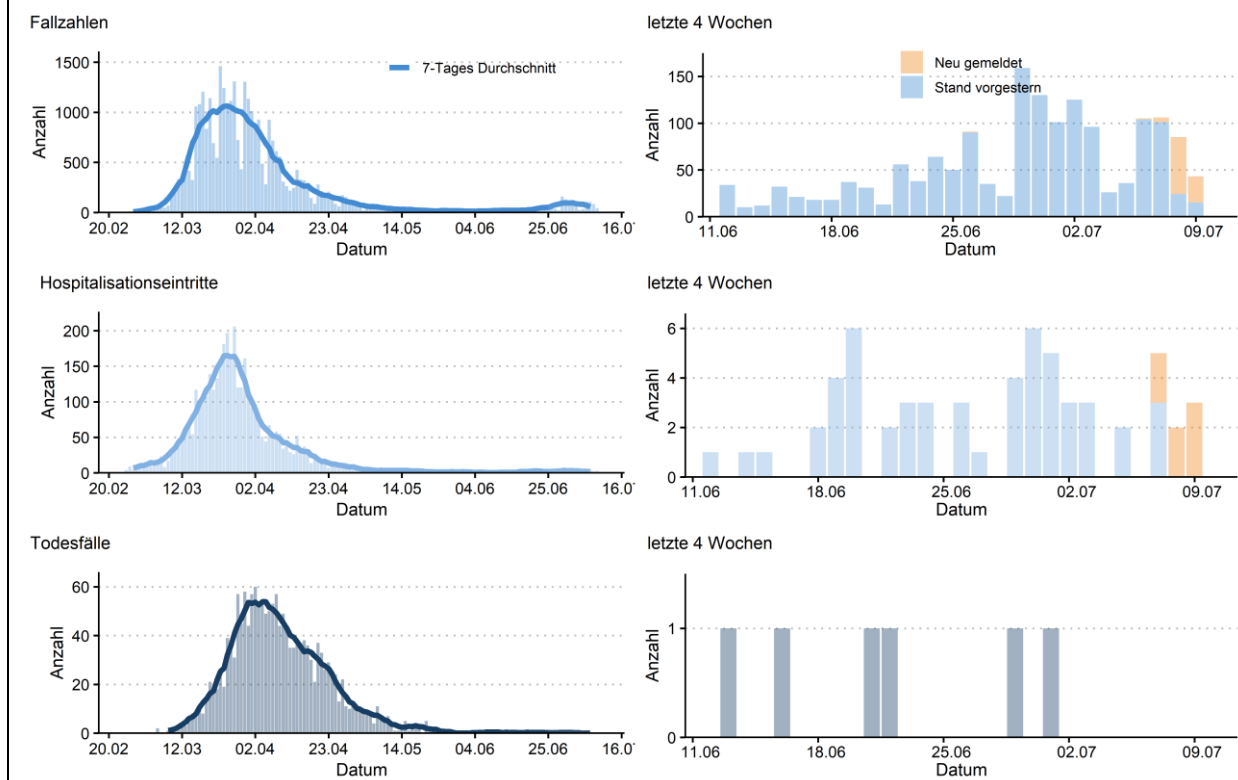 Fallzahlen
letzte 4 Wochen
1500
1000
500
0
Anzahl
7-Tages Durchschnitt
20.02 12.03 02.04 23.04 14.05 04.06 25.06 16.0
Datum
150
100
50
0
Anzahl
Neu gemeldet
Stand vorgestern
11.06 18.06 25.06 02.07 09.07
Datum
Hospitalisationseintritte
letzte 4 Wochen
200
150
100
50
0
Anzahl
20.02 12.03 02.04 23.04 14.05 04.06 25.06 16.0
Datum
6
4
2
0
Anzahl
11.06 18.06 25.06 02.07 09.07
Datum
Todesfälle
letzte 4 Wochen
60
40
20
0
Anzahl
20.02 12.03 02.04 23.04 14.05 04.06 25.06 16.0
Datum
1
0
Anzahl
11.06 18.06 25.06 02.07 09.07
Datum